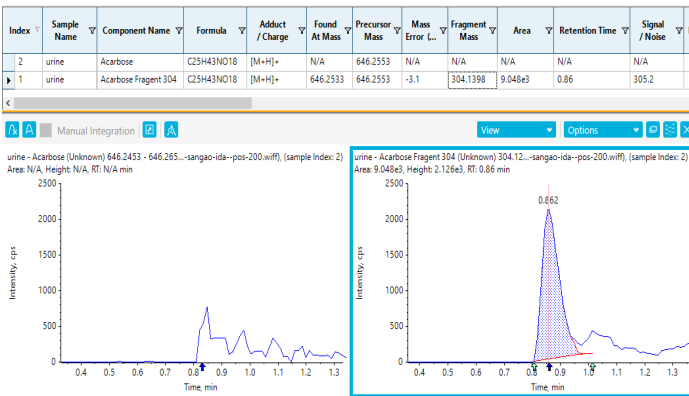 Index Sample Name Component Name Formula Adduct / Charge Found At Mass Precursor Mass Mass Error (... Fragment Mass Area Retention Time Signal / Noise
2 urine Acarbose C25H43NO18 [M+H]+ N/A 646.2553 N/A N/A N/A N/A N/A
1 urine Acarbose Fragent 304 C25H43NO18 [M+H]+ 646.2533 646.2553 -3.1 304.1398 9.048e3 0.86 305.2
Manual Integration View Options
urine - Acarbose (Unknown) 646.2453 - 646.265...-sangao-ida--pos-200.wiff), (sample Index: 2)
Area: N/A, Height: N/A, RT: N/A min
Intensity, cps
2500
2000
1500
1000
500
0
0.4 0.5 0.6 0.7 0.8 0.9 1.0 1.1 1.2 1.3
Time, min
urine - Acarbose Fragent 304 (Unknown) 304.12...-sangao-ida--pos-200.wiff), (sample Index: 2)
Area: 9.048e3, Height: 2.126e3, RT: 0.86 min
0.862
Intensity, cps
2500
2000
1500
1000
500
0
0.4 0.5 0.6 0.7 0.8 0.9 1.0 1.1 1.2 1.3
Time, min